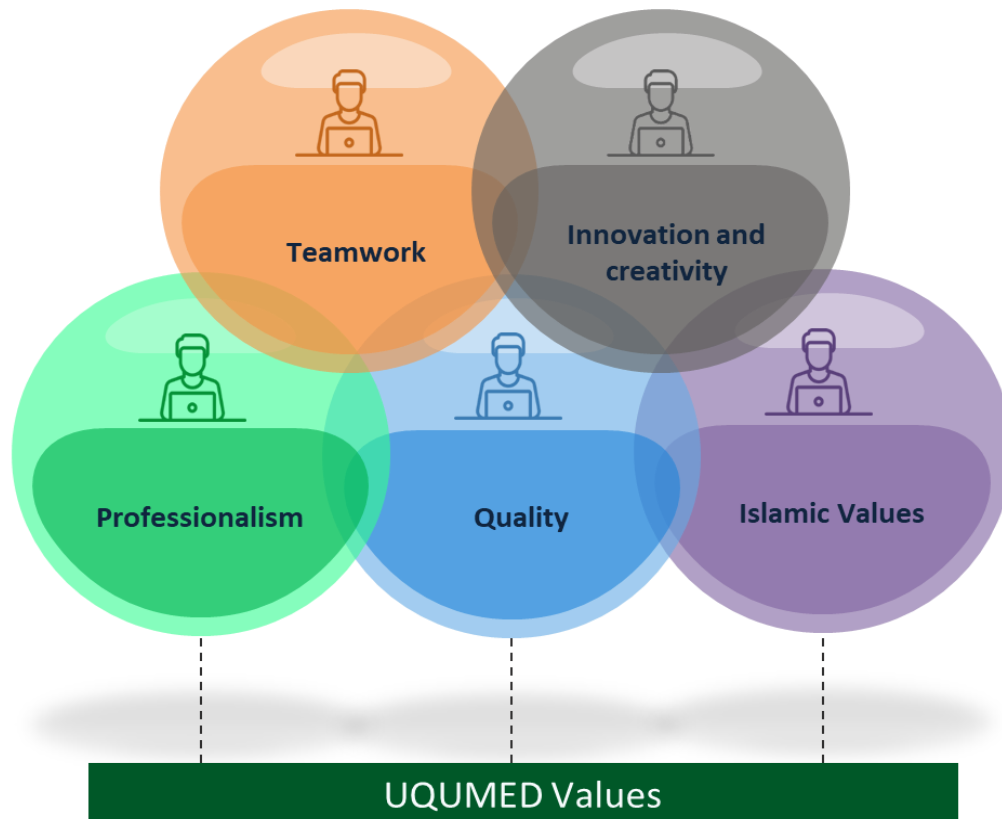 Teamwork
Innovation and
creativity
Professionalism
Quality
Islamic Values
UQUMED Values